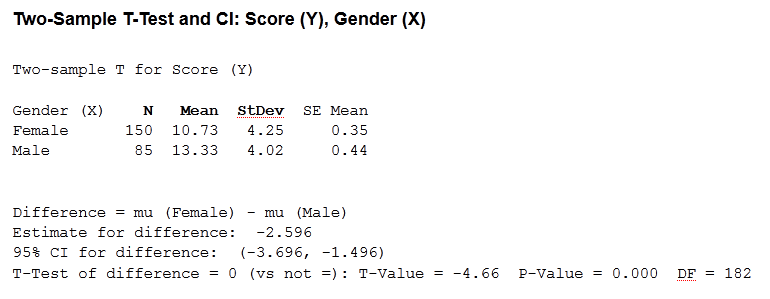 Two-Sample T-Test and CI: Score (Y), Gender (X)
Two-sample T for Score (Y)
Gender (X) N Mean StDev SE Mean
Female 150 10.73 4.25 0.35
Male 85 13.33 4.02 0.44
Difference = mu (Female) - mu (Male)
Estimate for difference: -2.596
95% CI for difference: (-3.696, -1.496)
T-Test of difference = 0 (vs not =): T-Value = -4.66 P-Value = 0.000 DF = 182